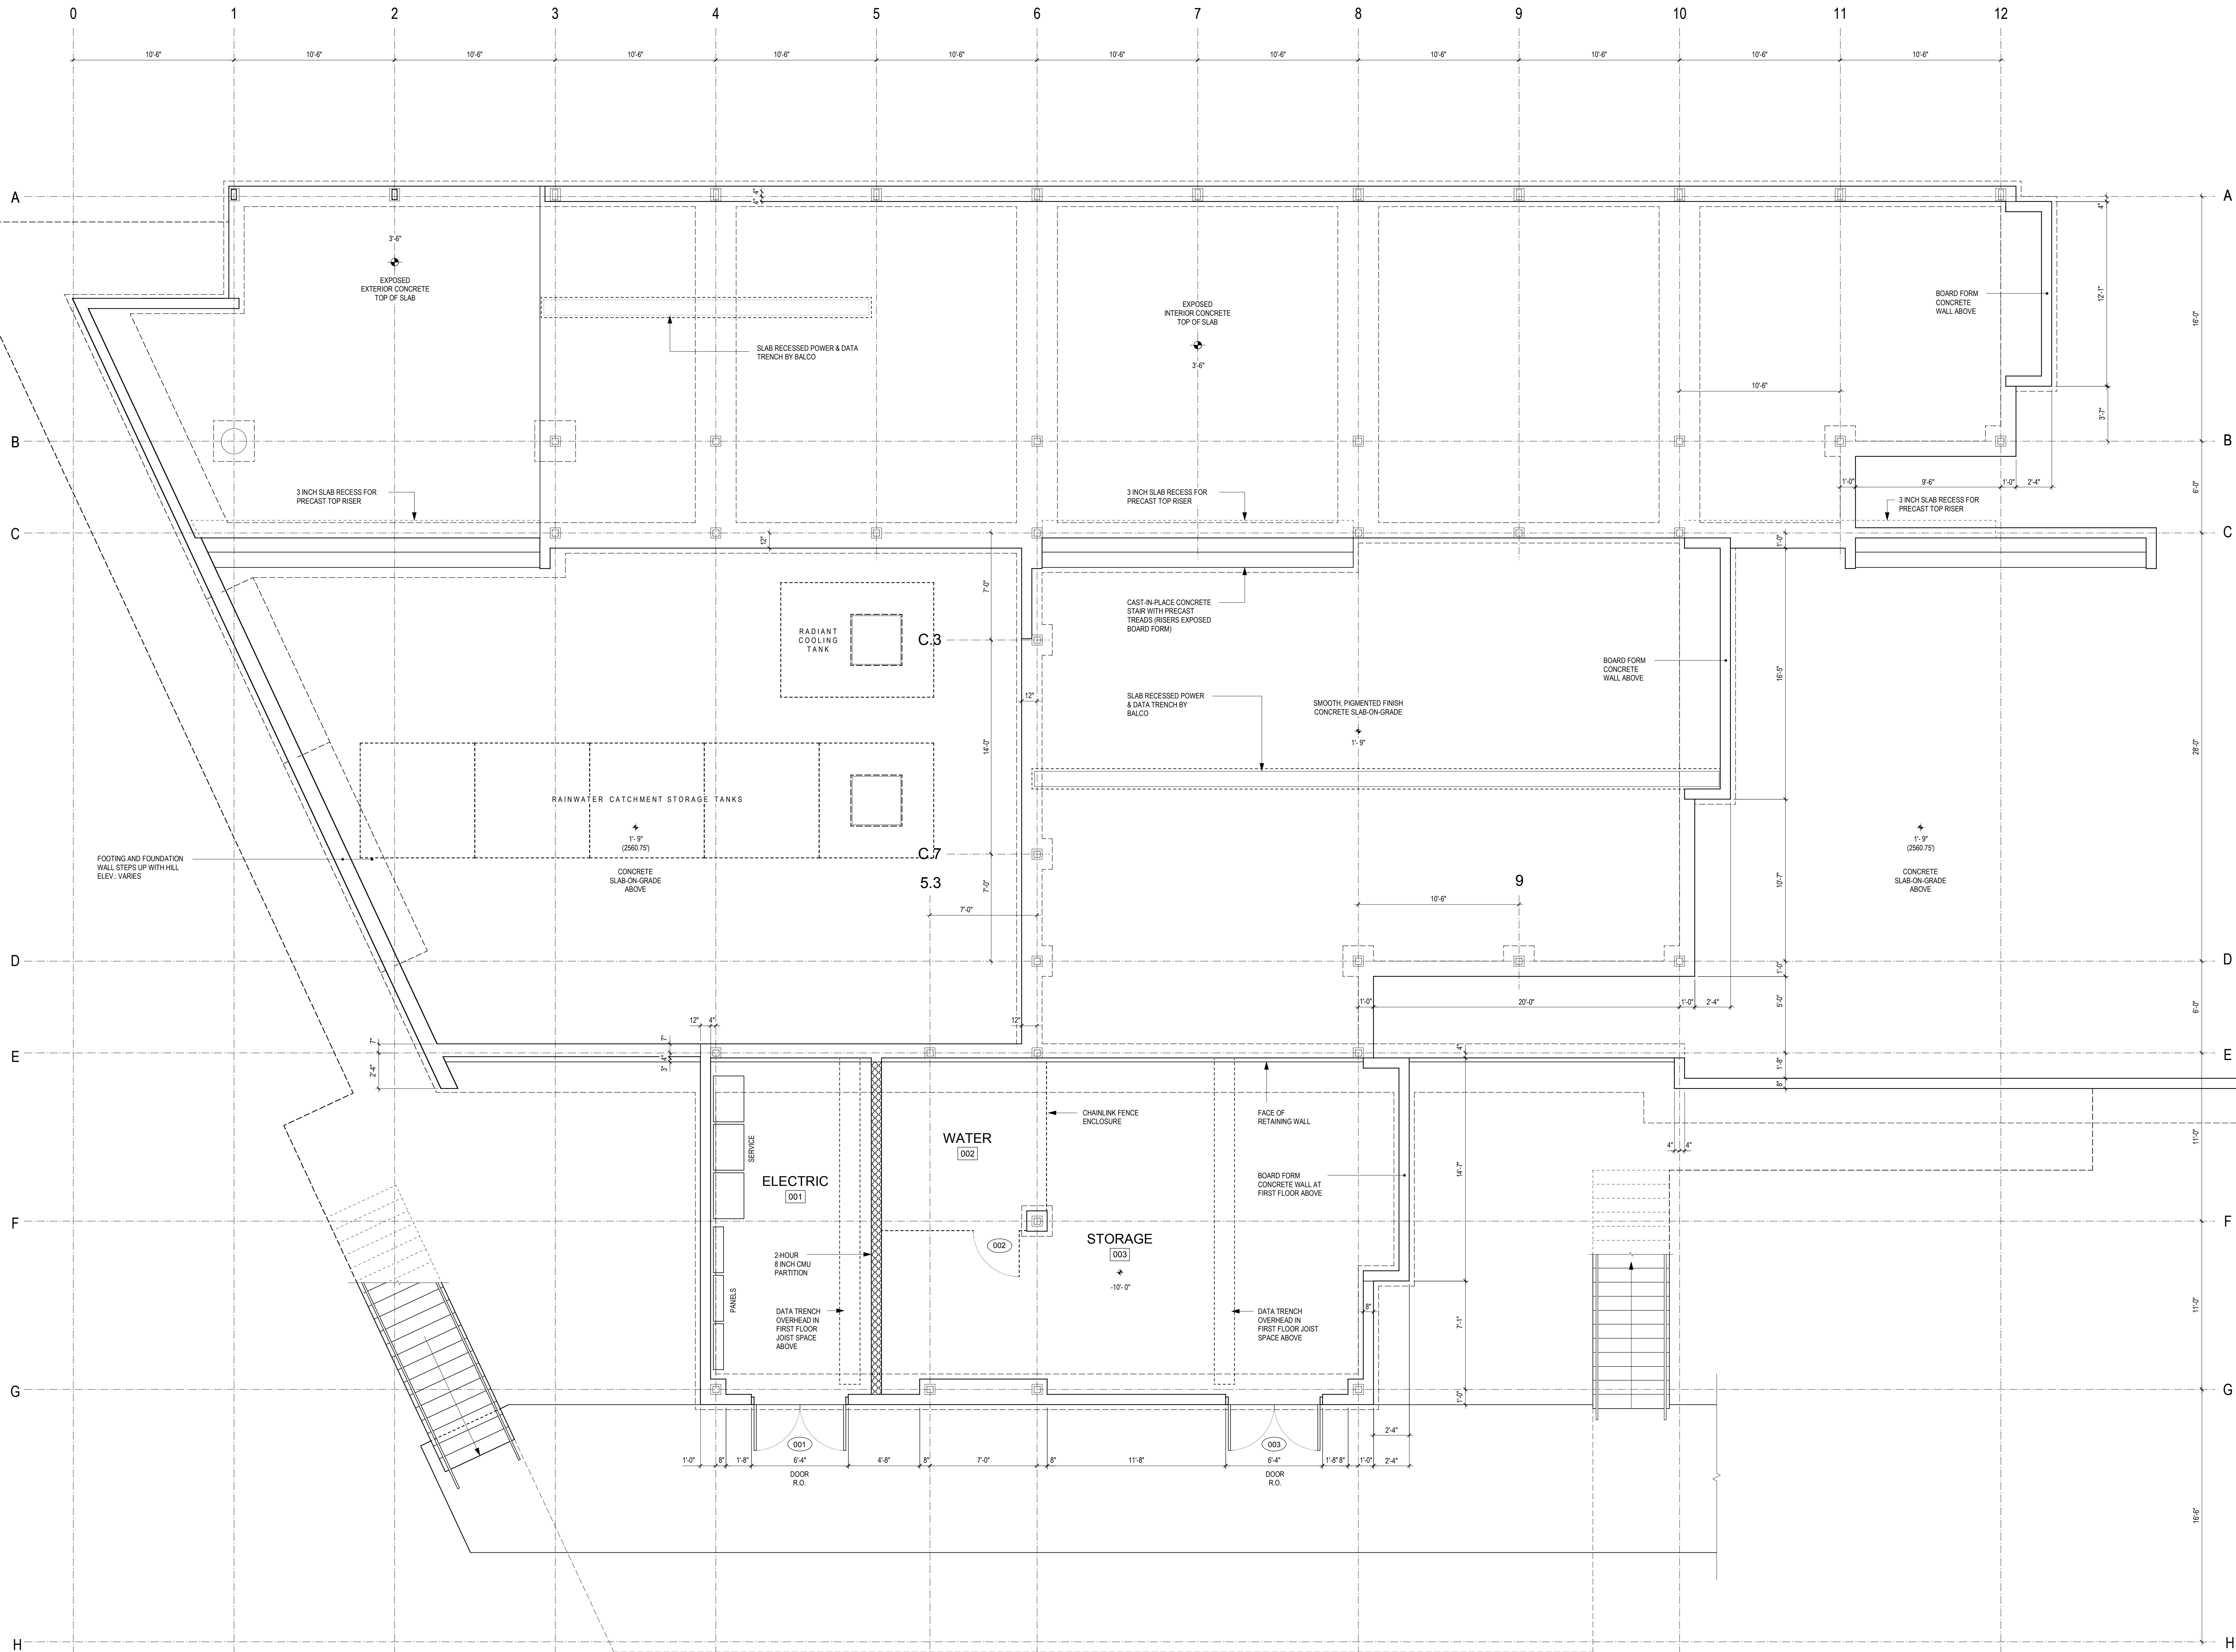 0 1 2 3 4 5 6 7 8 9 10 11 12
10'-6" 10'-6" 10'-6" 10'-6" 10'-6" 10'-6" 10'-6" 10'-6" 10'-6" 10'-6" 10'-6" 10'-6"
A 4" 4" A
4"
3'-6"
EXPOSED
EXTERIOR CONCRETE
TOP OF SLAB
EXPOSED
INTERIOR CONCRETE
TOP OF SLAB
3'-6"
BOARD FORM
CONCRETE
WALL ABOVE
12'-1"
16'-0"
SLAB RECESSED POWER & DATA
TRENCH BY BALCO
10'-6"
3'-7"
B B
3 INCH SLAB RECESS FOR
PRECAST TOP RISER
3 INCH SLAB RECESS FOR
PRECAST TOP RISER
1'-0" 9'-6" 1'-0" 2'-4"
6'-0"
3 INCH SLAB RECESS FOR
PRECAST TOP RISER
C C
12"
1'-0"
7'-0"
CAST-IN-PLACE CONCRETE
STAIR WITH PRECAST
TREADS (RISERS EXPOSED
BOARD FORM)
RADIANT
COOLING
TANK
C.3
BOARD FORM
CONCRETE
WALL ABOVE
16'-5"
12"
SLAB RECESSED POWER
& DATA TRENCH BY
BALCO
SMOOTH, PIGMENTED FINISH
CONCRETE SLAB-ON-GRADE
1'- 9"
14'-0"
28'-0"
RAINWATER CATCHMENT STORAGE TANKS
1'- 9"
(2560.75')
CONCRETE
SLAB-ON-GRADE
ABOVE
1'- 9"
(2560.75')
CONCRETE
SLAB-ON-GRADE
ABOVE
FOOTING AND FOUNDATION
WALL STEPS UP WITH HILL
ELEV.: VARIES
C.7
5.3
9
7'-0"
10'-7"
7'-0"
10'-6"
D D
1'-0"
1'-0" 20'-0" 1'-0" 2'-4"
5'-0"
6'-0"
12" 4" 12"
7" 7"
E E
2'-4"
3" 4"
4"
1'-8"
8"
CHAINLINK FENCE
ENCLOSURE
FACE OF
RETAINING WALL
SERVICE
WATER
002
11'-0"
4" 4"
ELECTRIC
001
BOARD FORM
CONCRETE WALL AT
FIRST FLOOR ABOVE
14'-7"
F F
002
STORAGE
003
-10'- 0"
2-HOUR
8 INCH CMU
PARTITION
PANELS
DATA TRENCH
OVERHEAD IN
FIRST FLOOR
JOIST SPACE
ABOVE
DATA TRENCH
OVERHEAD IN
FIRST FLOOR JOIST
SPACE ABOVE
8"
7'-1"
11'-0"
G G
1'-0"
2'-4"
001 003
1'-0" 8" 1'-8" 6'-4" 4'-8" 8" 7'-0" 8" 11'-8" 6'-4" 1'-8" 8" 1'-0" 2'-4"
DOOR
R.O.
DOOR
R.O.
16'-6"
H H